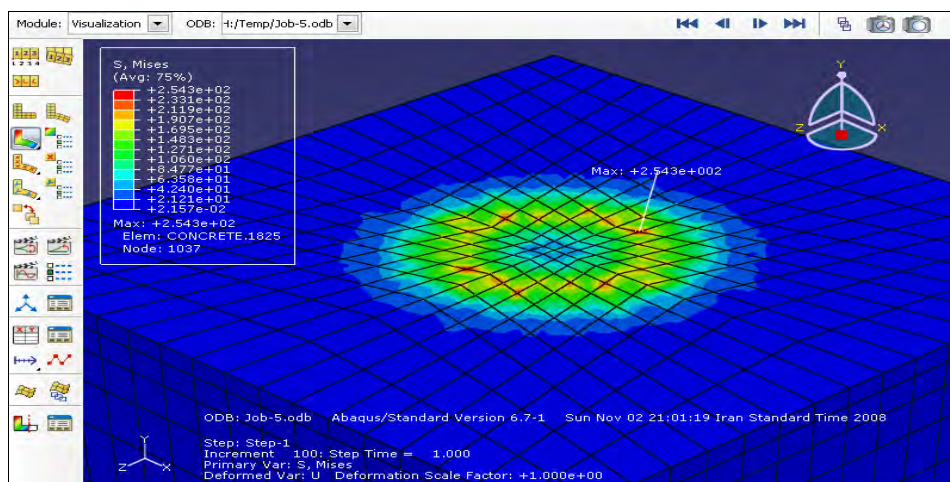 Module: Visualization ODB: H:/Temp/Job-5.odb
S, Mises
(Avg: 75%)
+2.543e+02
+2.331e+02
+2.119e+02
+1.907e+02
+1.695e+02
+1.483e+02
+1.271e+02
+1.060e+02
+8.477e+01
+6.358e+01
+4.240e+01
+2.121e+01
+2.157e-02
Max: +2.543e+02
Elem: CONCRETE.1825
Node: 1037
Y
Z X
Max: +2.543e+002
ODB: Job-5.odb Abaqus/Standard Version 6.7-1 Sun Nov 02 21:01:19 Iran Standard Time 2008
Step: Step-1
Increment 100: Step Time = 1.000
Primary Var: S, Mises
Deformed Var: U Deformation Scale Factor: +1.000e+00
Y
Z X